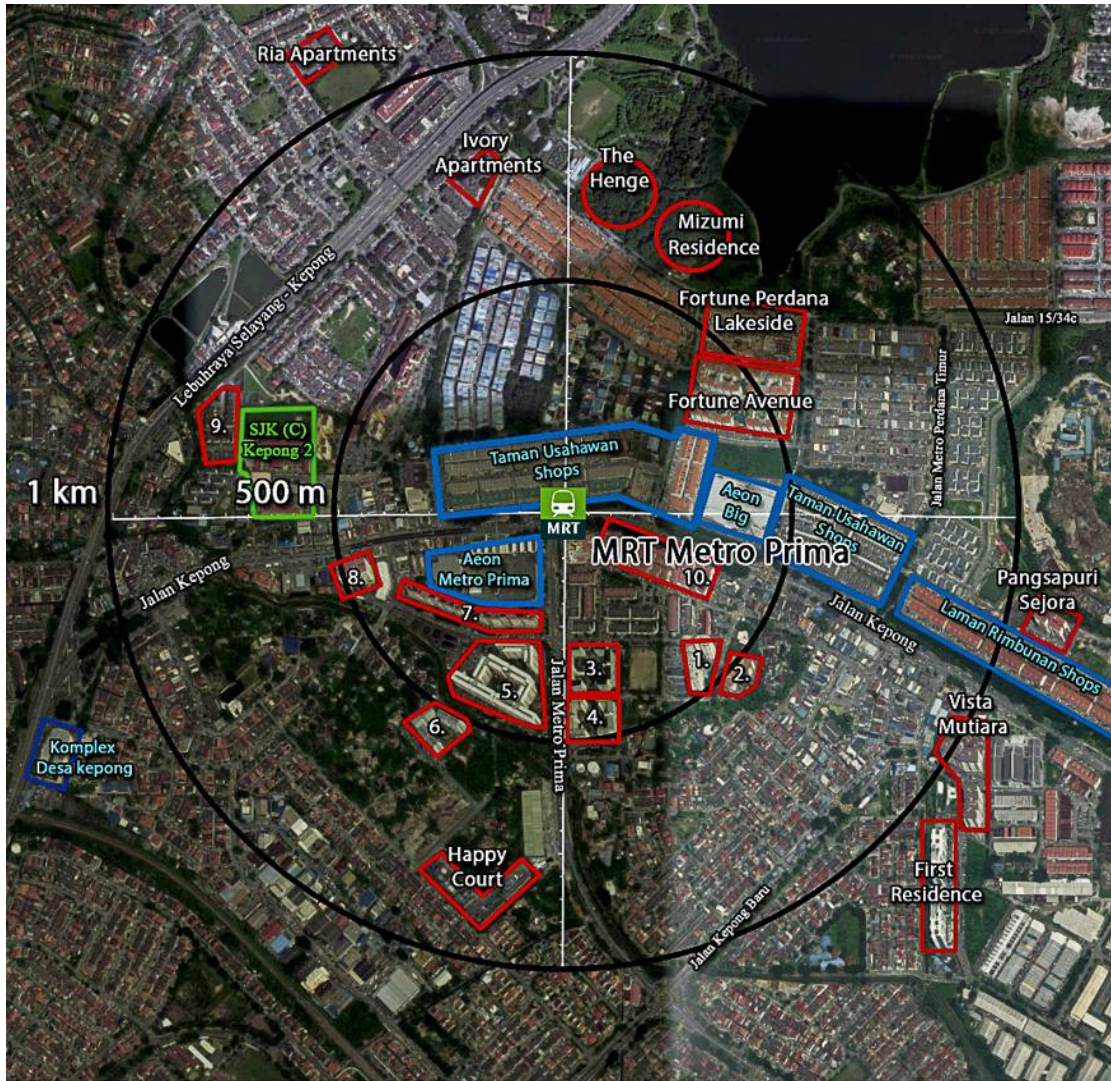 Ria Apartments
Ivory
Apartments
The
Henge
Mizumi
Residence
Fortune Perdana
Lakeside
Jalan 15/34c
Lebuhraya Selayang - Kepong
Fortune Avenue
Jalan Metro Perdana Timur
9.
SJK (C)
Kepong 2
Taman Usahawan
Shops
1 km
500 m
Aeon
Big
Taman Usahawan
Shops
MRT
MRT Metro Prima
Jalan Kepong
8.
Aeon
Metro Prima
10.
7.
Jalan Kepong
Pangsapuri
Sejora
Laman Rimbunan Shops
1.
2.
3.
4.
5.
6.
Jalan Metro Prima
Vista
Mutiara
Komplex
Desa kepong
Happy
Court
First
Residence
Jalan Kepong Baru